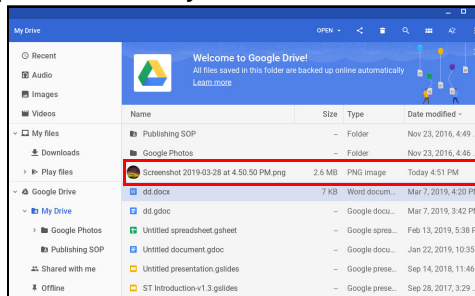 My Drive OPEN
Welcome to Google Drive!
All files saved in this folder are backed up online automatically
Learn more
Recent
Audio
Images
Videos
My files
Downloads
Play files
Google Drive
My Drive
Google Photos
Publishing SOP
Shared with me
Offline
Name Size Type Date modified
Publishing SOP – Folder Nov 23, 2016, 4:49
Google Photos – Folder Nov 23, 2016, 4:46
Screenshot 2019-03-28 at 4.50.50 PM.png 2.6 MB PNG image Today 4:51 PM
dd.docx 7 KB Word docum... Mar 7, 2019, 4:20 PM
dd.gdoc – Google docu... Mar 7, 2019, 3:42 PM
Untitled spreadsheet.gsheet – Google sprea... Feb 13, 2019, 5:38 P
Untitled document.gdoc – Google docu... Jan 22, 2019, 10:35
Untitled presentation.gslides – Google prese... Sep 14, 2018, 11:46
ST Introduction-v1.3.gslides – Google prese... Sep 28, 2017, 3:29